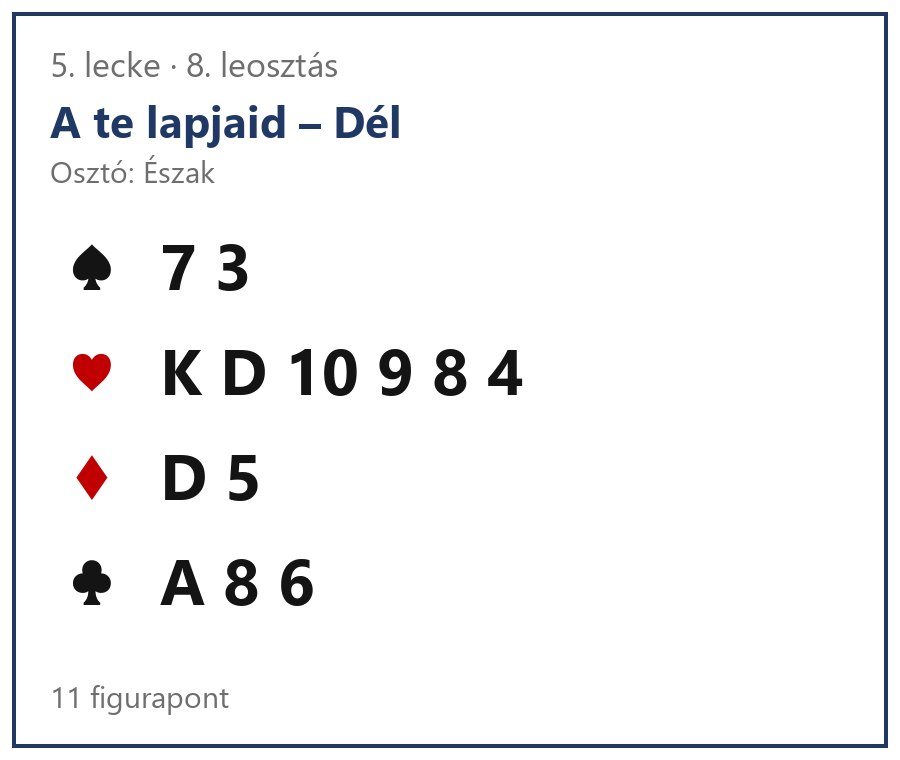 5. lecke · 8. leosztás
A te lapjaid – Dél
Osztó: Észak
♠ 7 3
♥ K D 10 9 8 4
♦ D 5
♣ A 8 6
11 figurapont